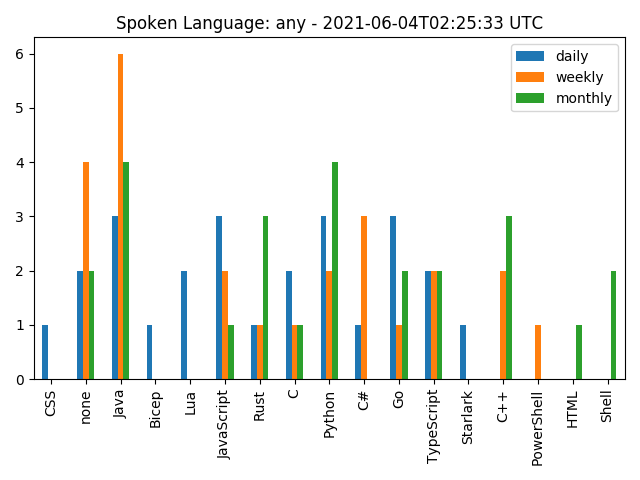 Spoken Language: any - 2021-06-04T02:25:33 UTC
daily
weekly
monthly
6
5
4
3
2
1
0
CSS
none
Java
Bicep
Lua
JavaScript
Rust
C
Python
C#
Go
TypeScript
Starlark
C++
PowerShell
HTML
Shell